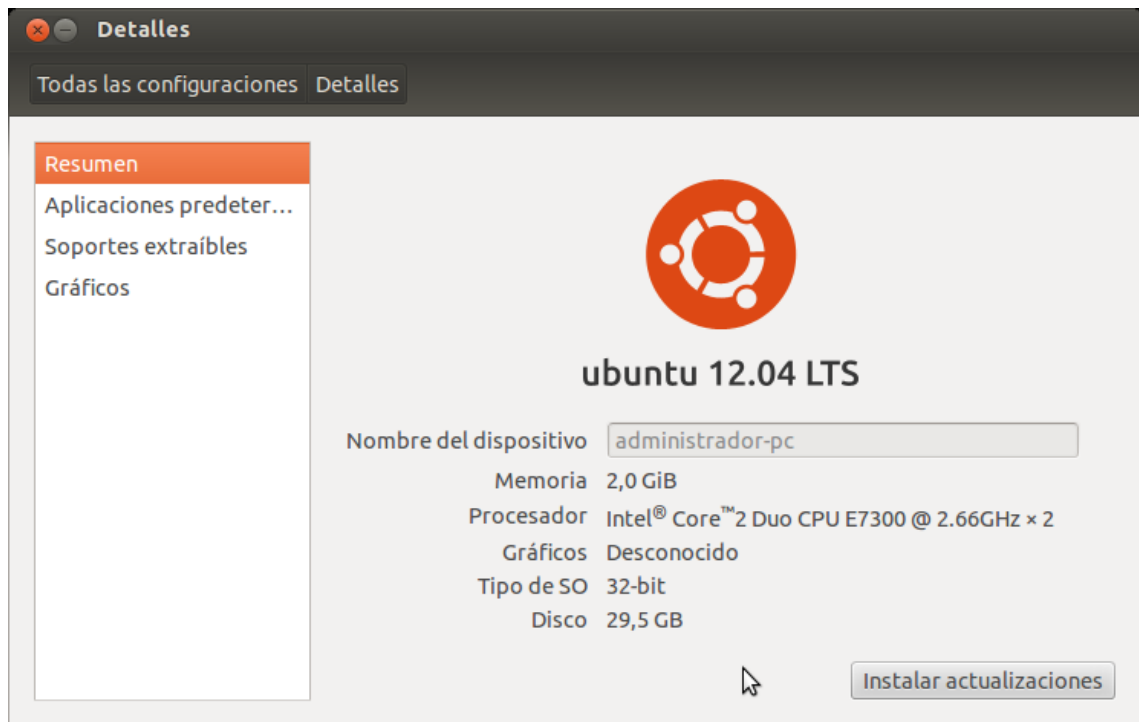 Detalles
Todas las configuraciones Detalles
Resumen
Aplicaciones predeter...
Soportes extraíbles
Gráficos
ubuntu 12.04 LTS
Nombre del dispositivo administrador-pc
Memoria 2,0 GiB
Procesador Intel® Core™2 Duo CPU E7300 @ 2.66GHz × 2
Gráficos Desconocido
Tipo de SO 32-bit
Disco 29,5 GB
Instalar actualizaciones